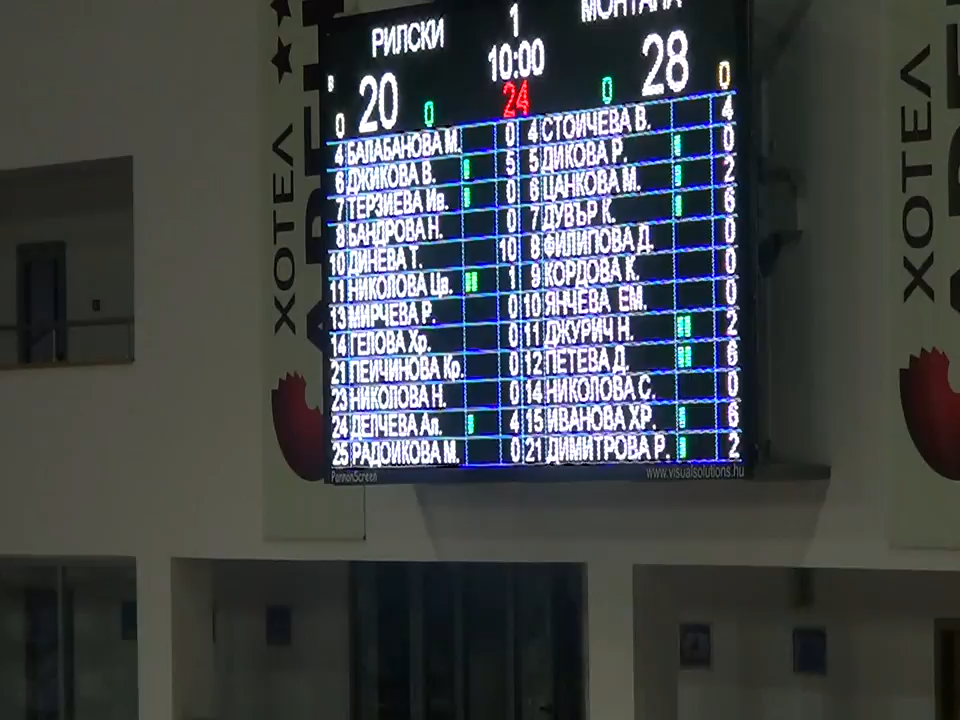 РИЛСКИ 1 МОНТАНА
10:00
20 28
0 0 24 0 0
4 БАЛАБАНОВА М. 0 4 СТОЙЧЕВА В. 4
6 ДЖИКОВА В. 5 5 ДИКОВА Р. 0
7 ТЕРЗИЕВА Ив. 0 6 ЦАНКОВА М. 2
8 БАНДРОВА Н. 0 7 ДУВЪР К. 6
10 ДИНЕВА Т. 10 8 ФИЛИПОВА Д. 0
11 НИКОЛОВА Цв. 1 9 КОРДОВА К. 0
13 МИРЧЕВА Р. 0 10 ЯНЧЕВА ЕМ. 0
14 ГЕЛОВА Хр. 0 11 ДЖУРИЧ Н. 2
21 ПЕЙЧИНОВА Кр. 0 12 ПЕТЕВА Д. 6
23 НИКОЛОВА Н. 0 14 НИКОЛОВА С. 0
24 ДЕЛЧЕВА Ал. 4 15 ИВАНОВА ХР. 6
25 РАДОЙКОВА М. 0 21 ДИМИТРОВА Р. 2
PannonScreen www.visualsolutions.hu
ХОТЕЛ
ХОТЕЛ